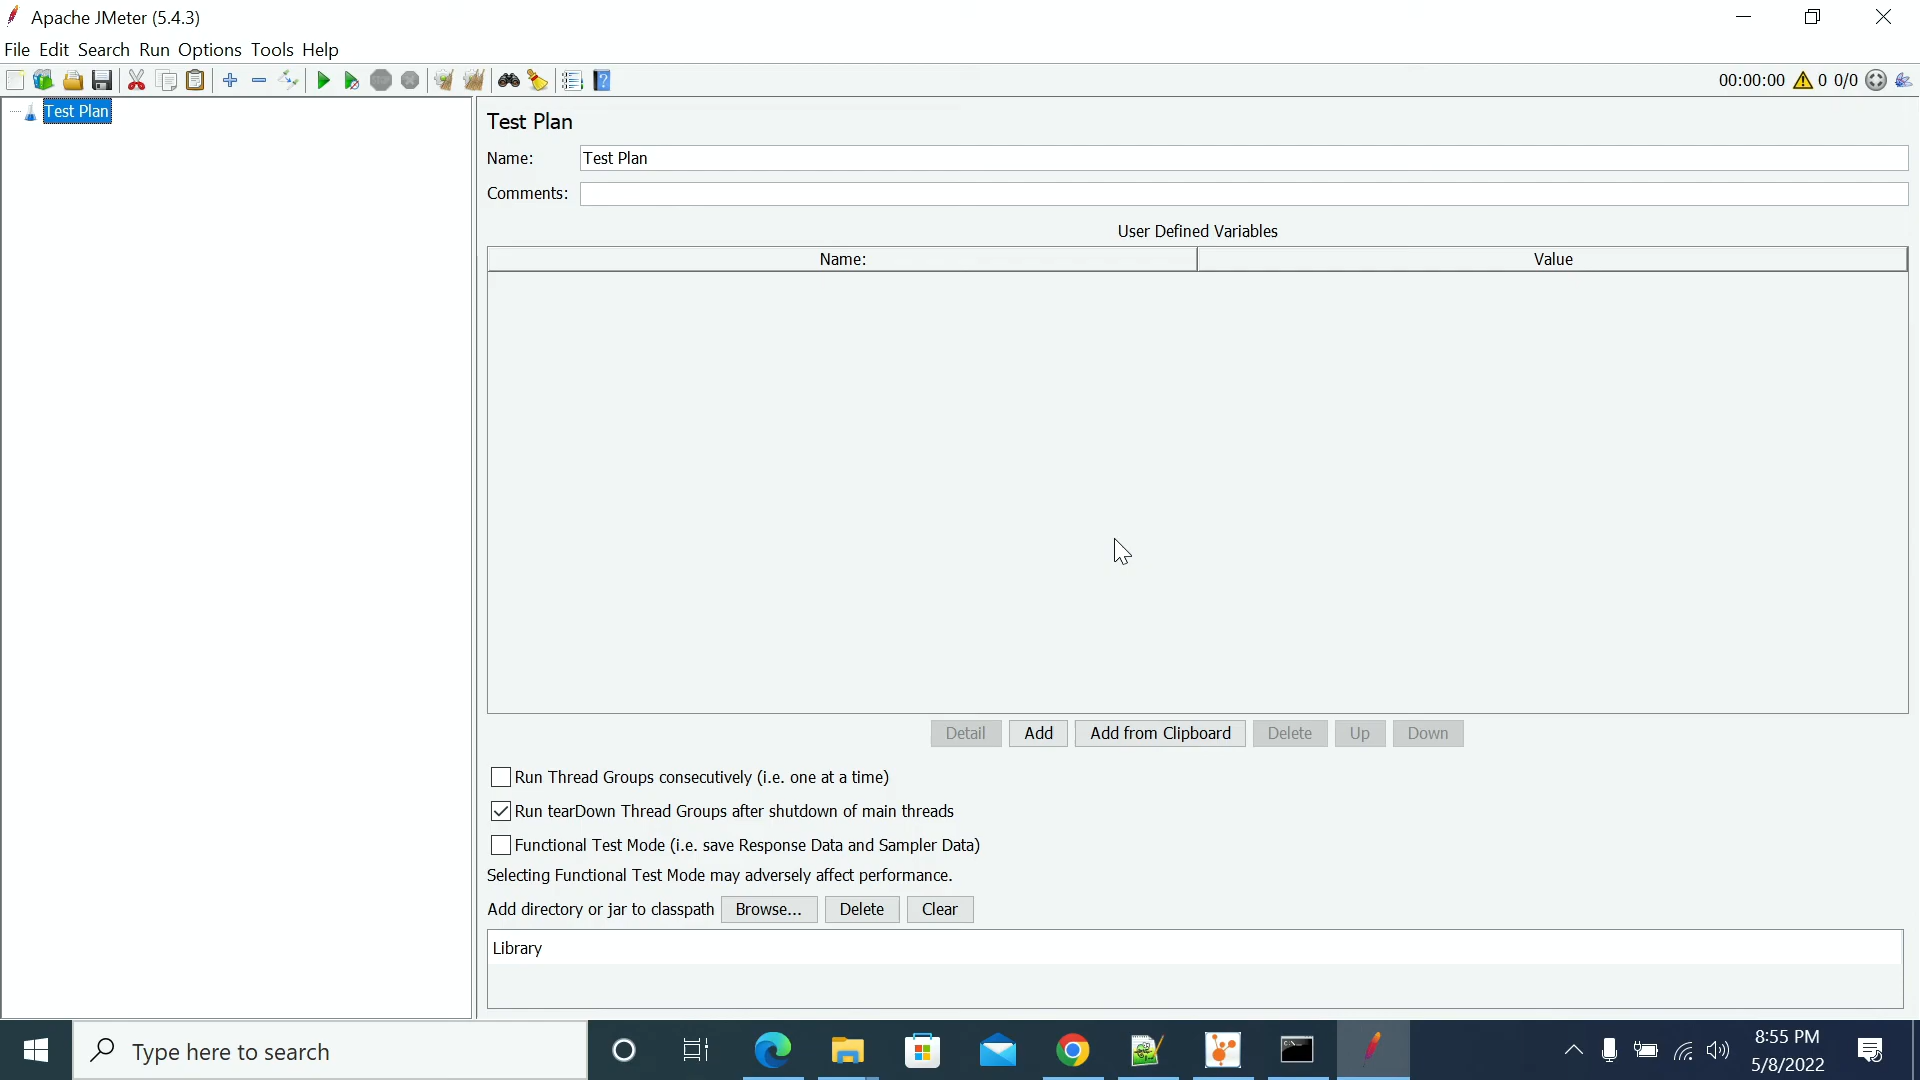 Apache JMeter (5.4.3)
File Edit Search Run Options Tools Help
00:00:00 0 0/0
Test Plan
Test Plan
Name: Test Plan
Comments:
User Defined Variables
Name: Value
Detail Add Add from Clipboard Delete Up Down
Run Thread Groups consecutively (i.e. one at a time)
Run tearDown Thread Groups after shutdown of main threads
Functional Test Mode (i.e. save Response Data and Sampler Data)
Selecting Functional Test Mode may adversely affect performance.
Add directory or jar to classpath Browse... Delete Clear
Library
Type here to search
8:55 PM
5/8/2022